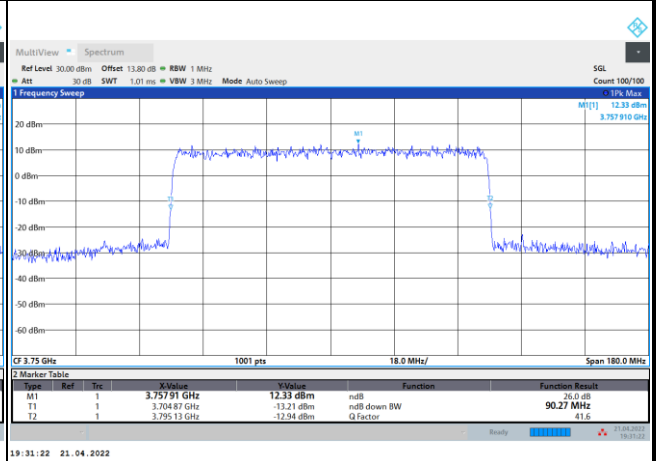 MultiView Spectrum
Ref Level 30.00 dBm Offset 13.80 dB RBW 1 MHz SGL
Att 30 dB SWT 1.01 ms VBW 3 MHz Mode Auto Sweep Count 100/100
1 Frequency Sweep 1Pk Max
M1[1] 12.33 dBm
3.757 910 GHz
20 dBm
M1
10 dBm
0 dBm
T1
-10 dBm
-20 dBm
-30 dBm
-40 dBm
-50 dBm
-60 dBm
CF 3.75 GHz 1001 pts 18.0 MHz/ Span 180.0 MHz
2 Marker Table
Type Ref Trc X-Value Y-Value Function Function Result
M1 1 3.757 91 GHz 12.33 dBm ndB 26.0 dB
T1 1 3.704 87 GHz -13.21 dBm ndB down BW 90.27 MHz
T2 1 3.795 13 GHz -12.94 dBm Q Factor 41.6
Ready 21.04.2022
19:31:22
19:31:22 21.04.2022